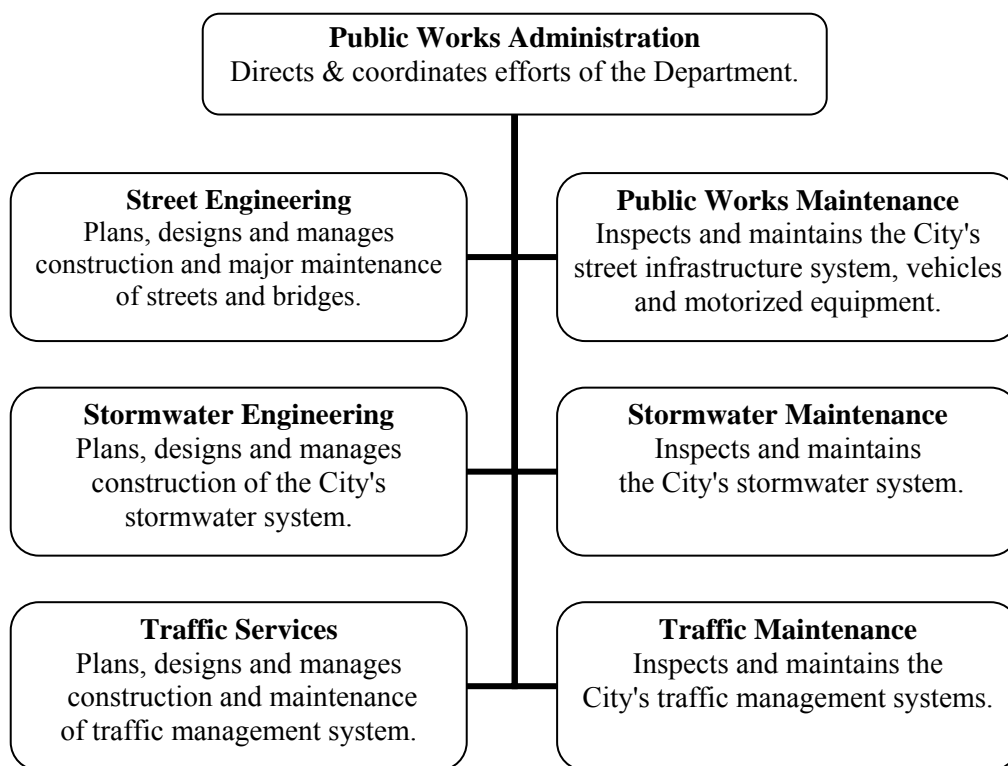 Public Works Administration
Directs & coordinates efforts of the Department.
Street Engineering
Plans, designs and manages
construction and major maintenance
of streets and bridges.
Public Works Maintenance
Inspects and maintains the City's
street infrastructure system, vehicles
and motorized equipment.
Stormwater Engineering
Plans, designs and manages
construction of the City's
stormwater system.
Stormwater Maintenance
Inspects and maintains
the City's stormwater system.
Traffic Services
Plans, designs and manages
construction and maintenance
of traffic management system.
Traffic Maintenance
Inspects and maintains the
City's traffic management systems.